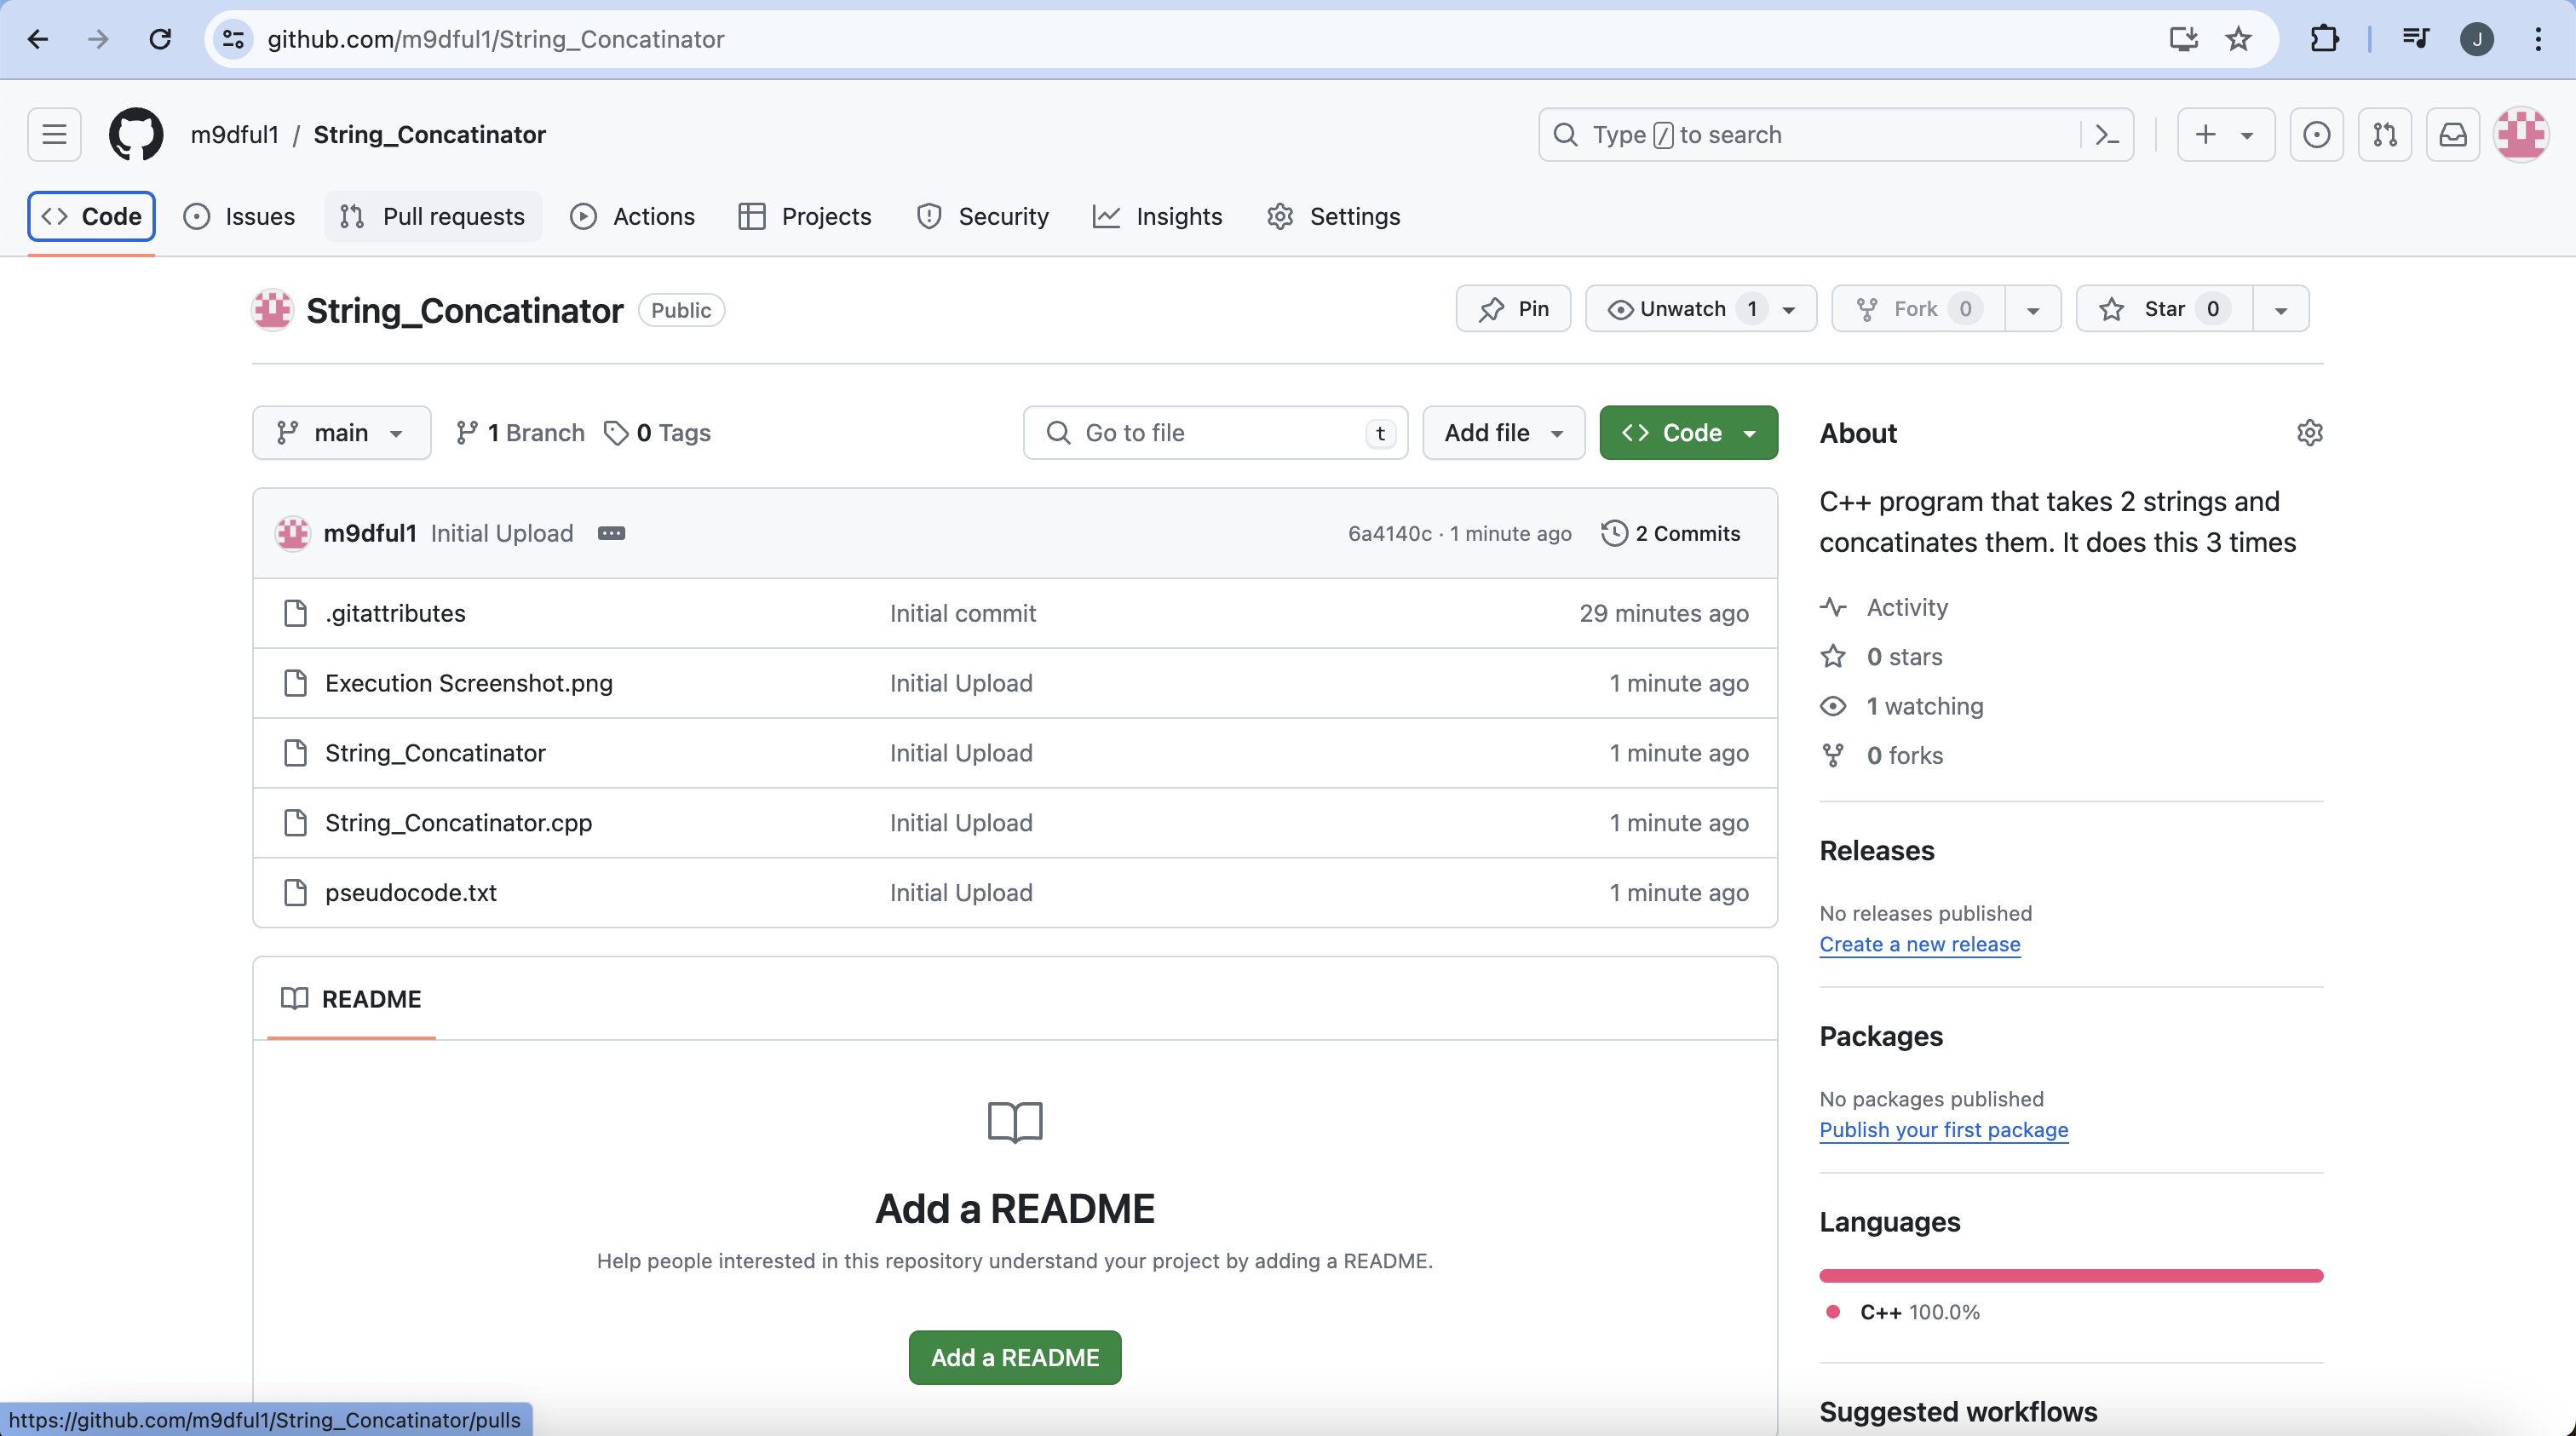 github.com/m9dful1/String_Concatinator
J
m9dful1 / String_Concatinator
Type / to search
Code Issues Pull requests Actions Projects Security Insights Settings
String_Concatinator Public
Pin Unwatch 1 Fork 0 Star 0
main 1 Branch 0 Tags
Go to file t Add file Code
m9dful1 Initial Upload 6a4140c · 1 minute ago 2 Commits
.gitattributes Initial commit 29 minutes ago
Execution Screenshot.png Initial Upload 1 minute ago
String_Concatinator Initial Upload 1 minute ago
String_Concatinator.cpp Initial Upload 1 minute ago
pseudocode.txt Initial Upload 1 minute ago
README
Add a README
Help people interested in this repository understand your project by adding a README.
Add a README
About
C++ program that takes 2 strings and
concatinates them. It does this 3 times
Activity
0 stars
1 watching
0 forks
Releases
No releases published
Create a new release
Packages
No packages published
Publish your first package
Languages
C++ 100.0%
Suggested workflows
https://github.com/m9dful1/String_Concatinator/pulls